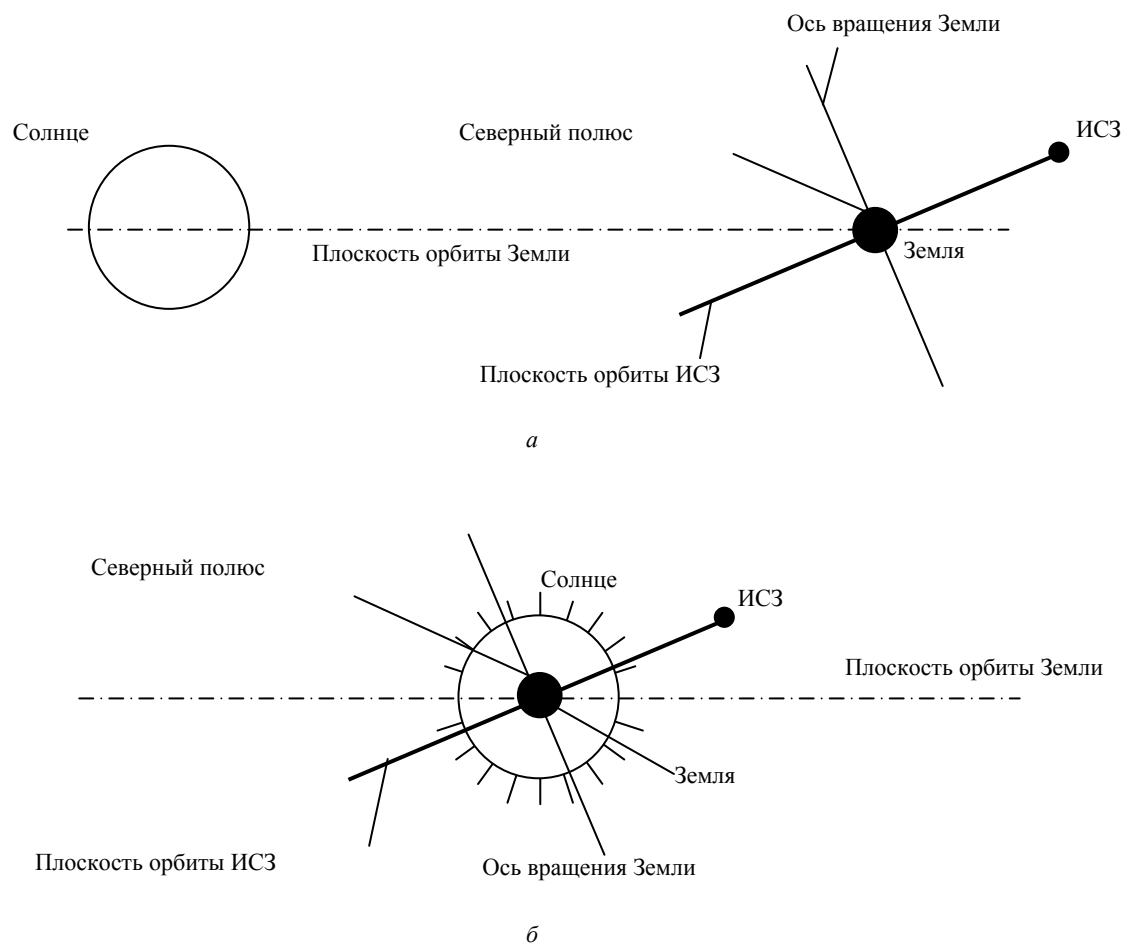 Ось вращения Земли
Солнце
Северный полюс
ИСЗ
Плоскость орбиты Земли
Земля
Плоскость орбиты ИСЗ
а
Северный полюс
Солнце
ИСЗ
Плоскость орбиты Земли
Земля
Плоскость орбиты ИСЗ
Ось вращения Земли
б